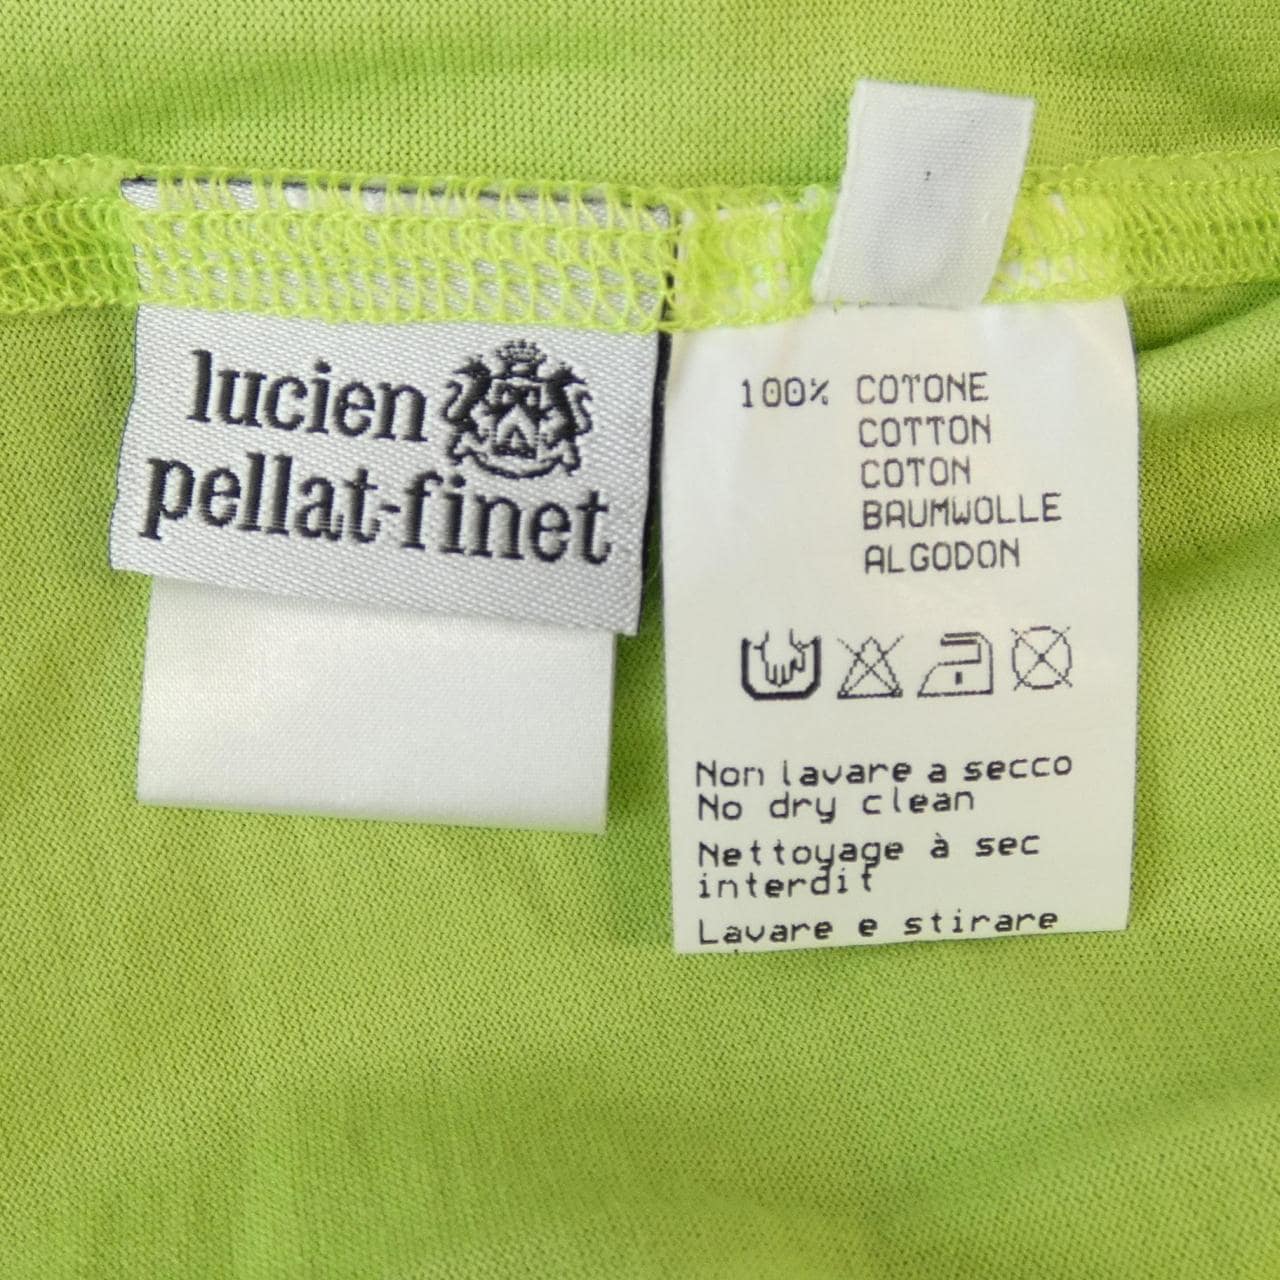 lucien
pellat-finet
100% COTONE
COTTON
COTON
BAUMWOLLE
ALGODON
Non lavare a secco
No dry clean
Nettoyage à sec
interdit
Lavare e stirare